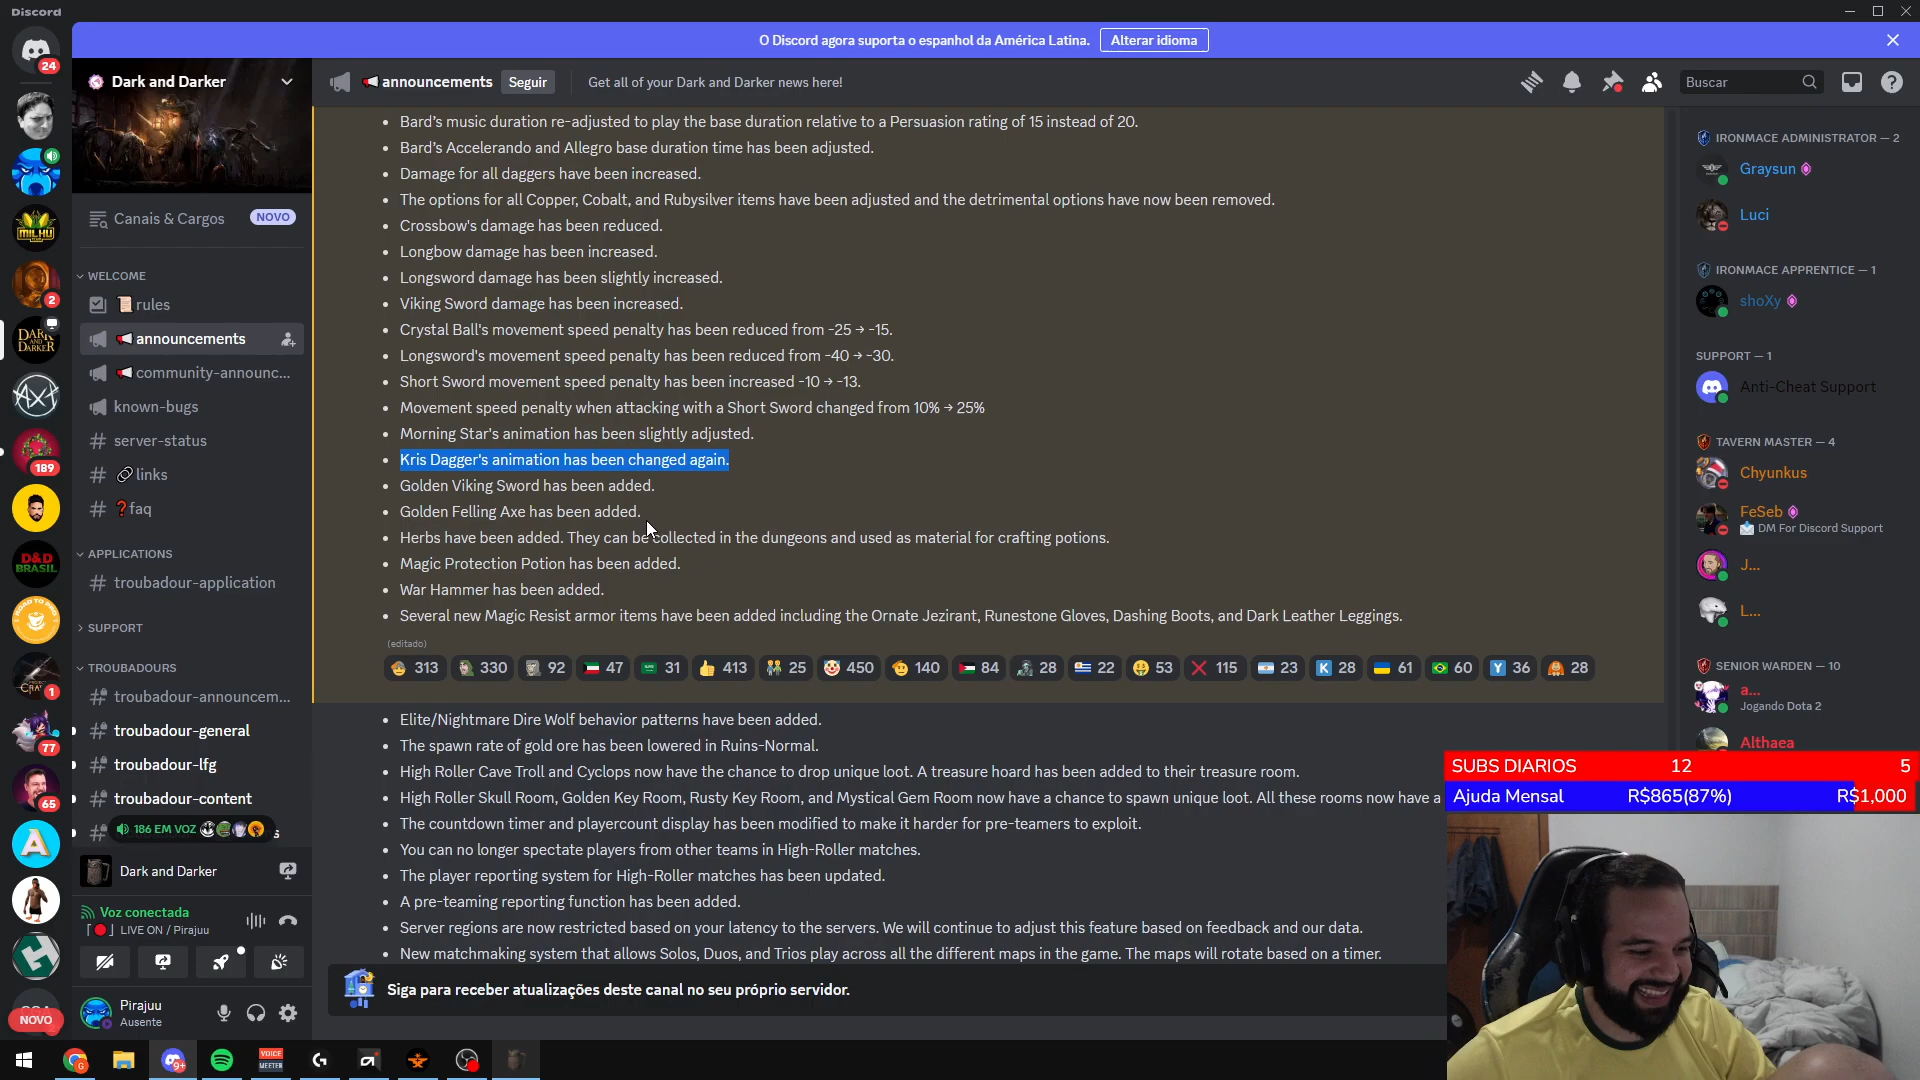 Discord
O Discord agora suporta o espanhol da América Latina. Alterar idioma
24
Dark and Darker
announcements Seguir Get all of your Dark and Darker news here! Buscar
Canais & Cargos NOVO
WELCOME
rules
announcements
community-announc...
known-bugs
server-status
links
faq
APPLICATIONS
troubadour-application
SUPPORT
TROUBADOURS
troubadour-announcem...
troubadour-general
troubadour-lfg
troubadour-content
186 EM VOZ
Dark and Darker
Voz conectada
LIVE ON / Pirajuu
Pirajuu
Ausente
MILHU
2
DARK AND DARKER
AXT
189
D&D BRASIL
ROAD TO PRO
1
77
65
NOVO
• Bard's music duration re-adjusted to play the base duration relative to a Persuasion rating of 15 instead of 20.
• Bard's Accelerando and Allegro base duration time has been adjusted.
• Damage for all daggers have been increased.
• The options for all Copper, Cobalt, and Rubysilver items have been adjusted and the detrimental options have now been removed.
• Crossbow's damage has been reduced.
• Longbow damage has been increased.
• Longsword damage has been slightly increased.
• Viking Sword damage has been increased.
• Crystal Ball's movement speed penalty has been reduced from -25 → -15.
• Longsword's movement speed penalty has been reduced from -40 → -30.
• Short Sword movement speed penalty has been increased -10 → -13.
• Movement speed penalty when attacking with a Short Sword changed from 10% → 25%
• Morning Star's animation has been slightly adjusted.
• Kris Dagger's animation has been changed again.
• Golden Viking Sword has been added.
• Golden Felling Axe has been added.
• Herbs have been added. They can be collected in the dungeons and used as material for crafting potions.
• Magic Protection Potion has been added.
• War Hammer has been added.
• Several new Magic Resist armor items have been added including the Ornate Jezirant, Runestone Gloves, Dashing Boots, and Dark Leather Leggings.
(editado)
313 330 92 47 31 413 25 450 140 84 28 22 53 115 23 K 28 61 60 Y 36 28
• Elite/Nightmare Dire Wolf behavior patterns have been added.
• The spawn rate of gold ore has been lowered in Ruins-Normal.
• High Roller Cave Troll and Cyclops now have the chance to drop unique loot. A treasure hoard has been added to their treasure room.
• High Roller Skull Room, Golden Key Room, Rusty Key Room, and Mystical Gem Room now have a chance to spawn unique loot. All these rooms now have a
• The countdown timer and playercount display has been modified to make it harder for pre-teamers to exploit.
• You can no longer spectate players from other teams in High-Roller matches.
• The player reporting system for High-Roller matches has been updated.
• A pre-teaming reporting function has been added.
• Server regions are now restricted based on your latency to the servers. We will continue to adjust this feature based on feedback and our data.
• New matchmaking system that allows Solos, Duos, and Trios play across all the different maps in the game. The maps will rotate based on a timer.
Siga para receber atualizações deste canal no seu próprio servidor.
IRONMACE ADMINISTRATOR — 2
Graysun
Luci
IRONMACE APPRENTICE — 1
shoXy
SUPPORT — 1
Anti-Cheat Support
TAVERN MASTER — 4
Chyunkus
FeSeb
DM For Discord Support
J...
L...
SENIOR WARDEN — 10
a...
Jogando Dota 2
Althaea
SUBS DIARIOS 12 5
Ajuda Mensal R$865(87%) R$1,000
9+
VOICE MEETER